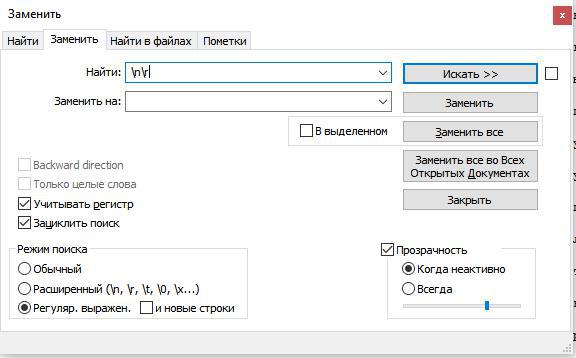 Заменить
x
Найти Заменить Найти в файлах Пометки
Найти: \n\r
Искать >>
Заменить на:
Заменить
В выделенном
Заменить все
Backward direction
Заменить все во Всех
Открытых Документах
Только целые слова
Учитывать регистр
Закрыть
Зациклить поиск
Режим поиска
Обычный
Расширенный (\n, \r, \t, \0, \x...)
Регуляр. выражен.
и новые строки
Прозрачность
Когда неактивно
Всегда